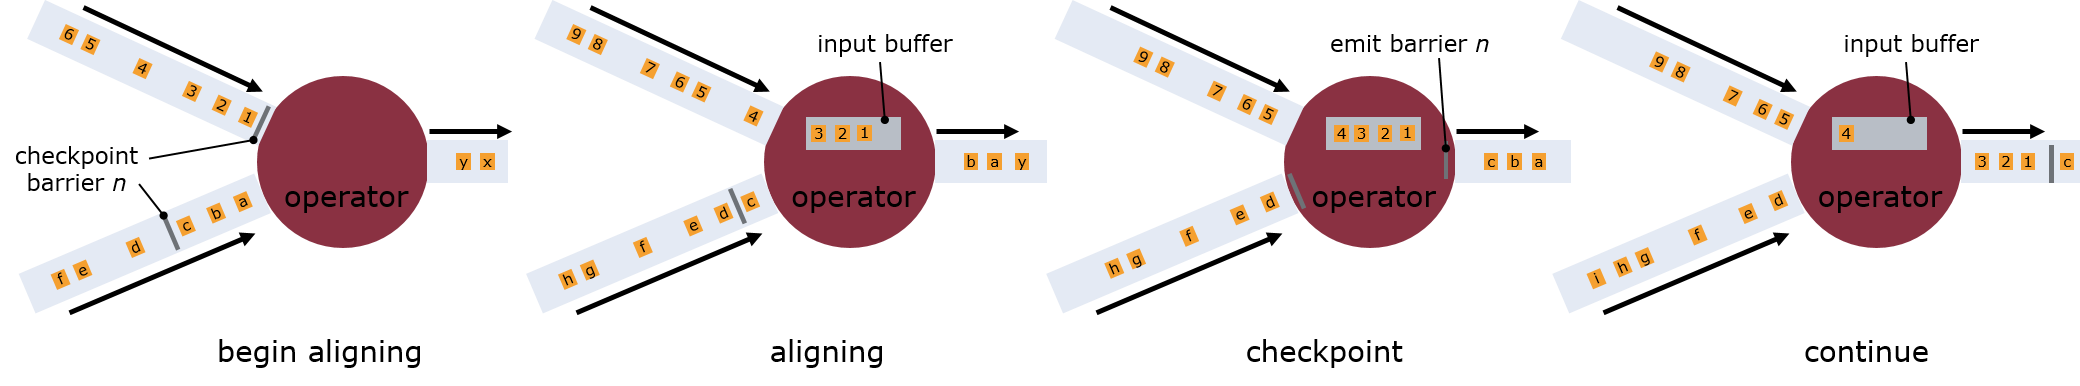 6 5 4 3 2 1
checkpoint
barrier n
f e d c b a
operator
y x
begin aligning
9 8 7 6 5 4
input buffer
3 2 1
operator
h g f e d c
b a y
aligning
9 8 7 6 5
emit barrier n
4 3 2 1
operator
h g f e d
c b a
checkpoint
9 8 7 6 5
input buffer
4
operator
i h g f e d
3 2 1 c
continue